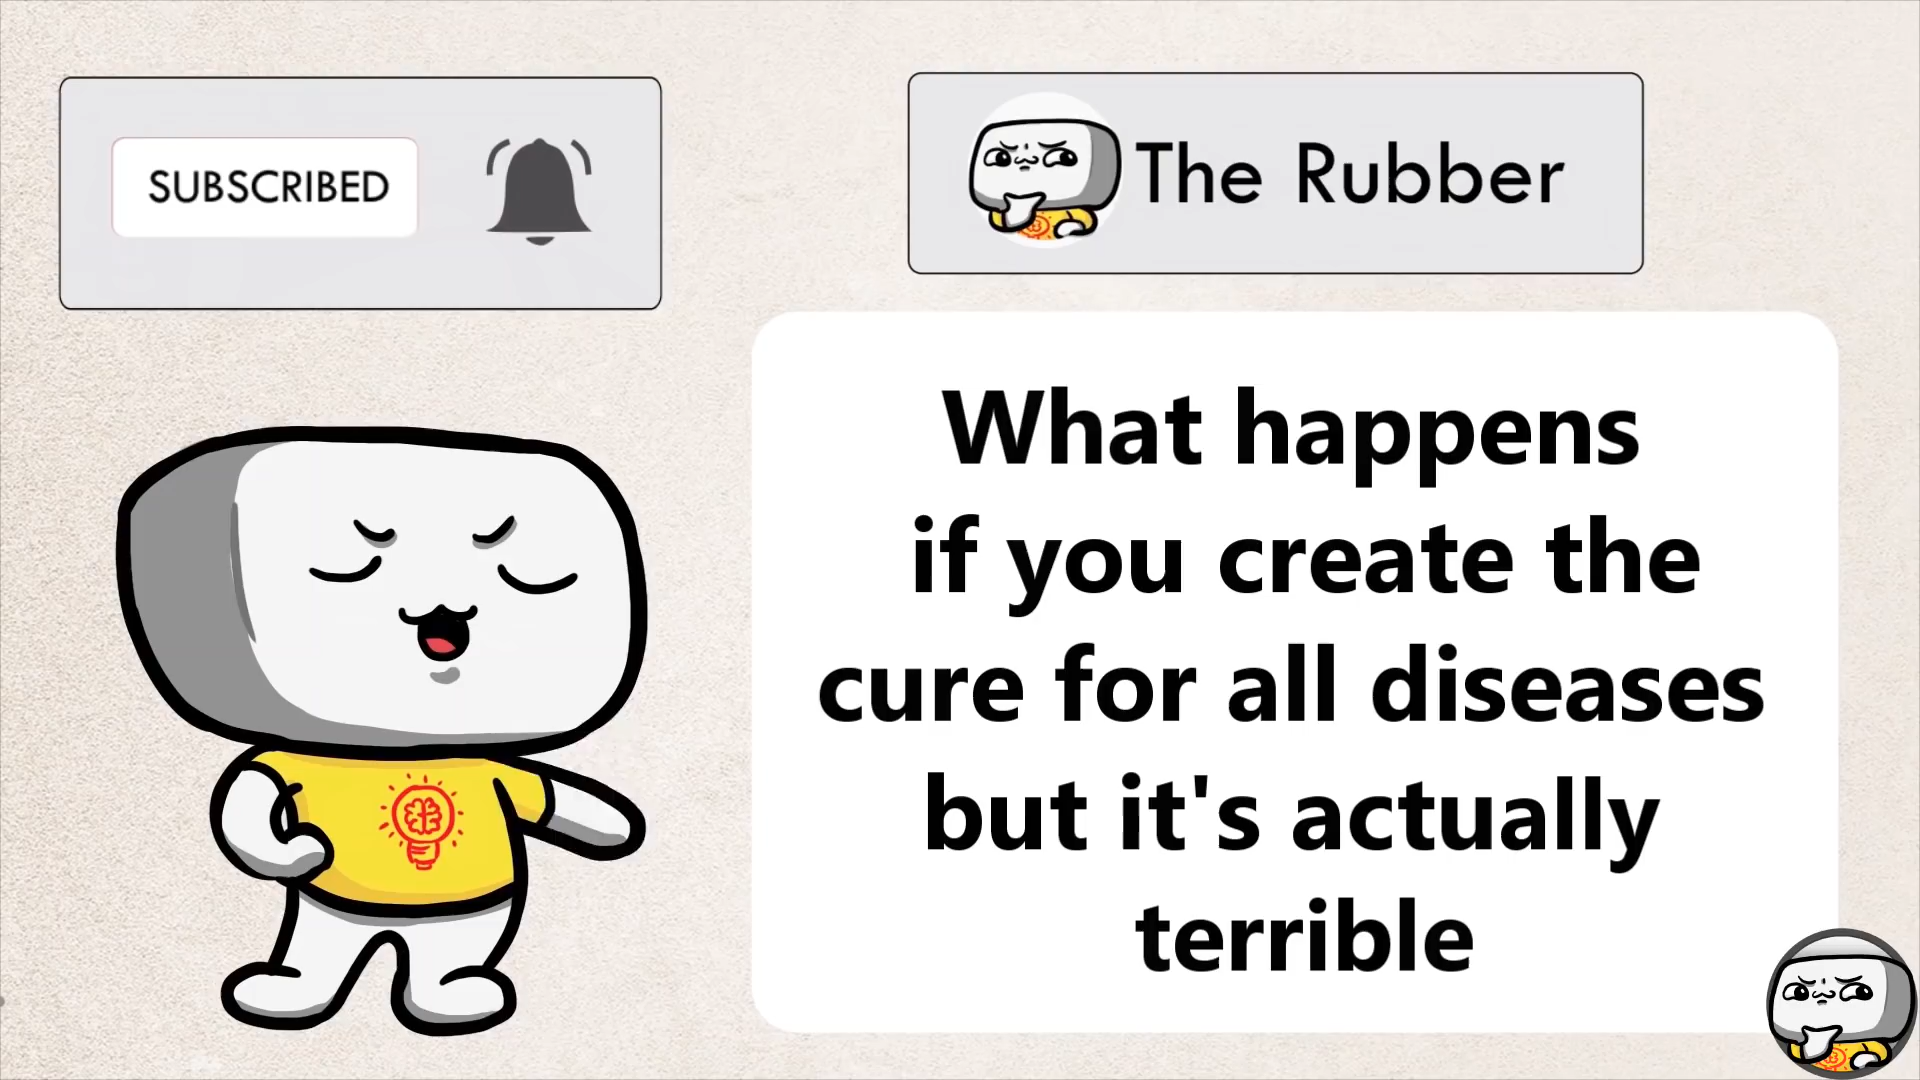 SUBSCRIBED
The Rubber
What happens
if you create the
cure for all diseases
but it's actually
terrible